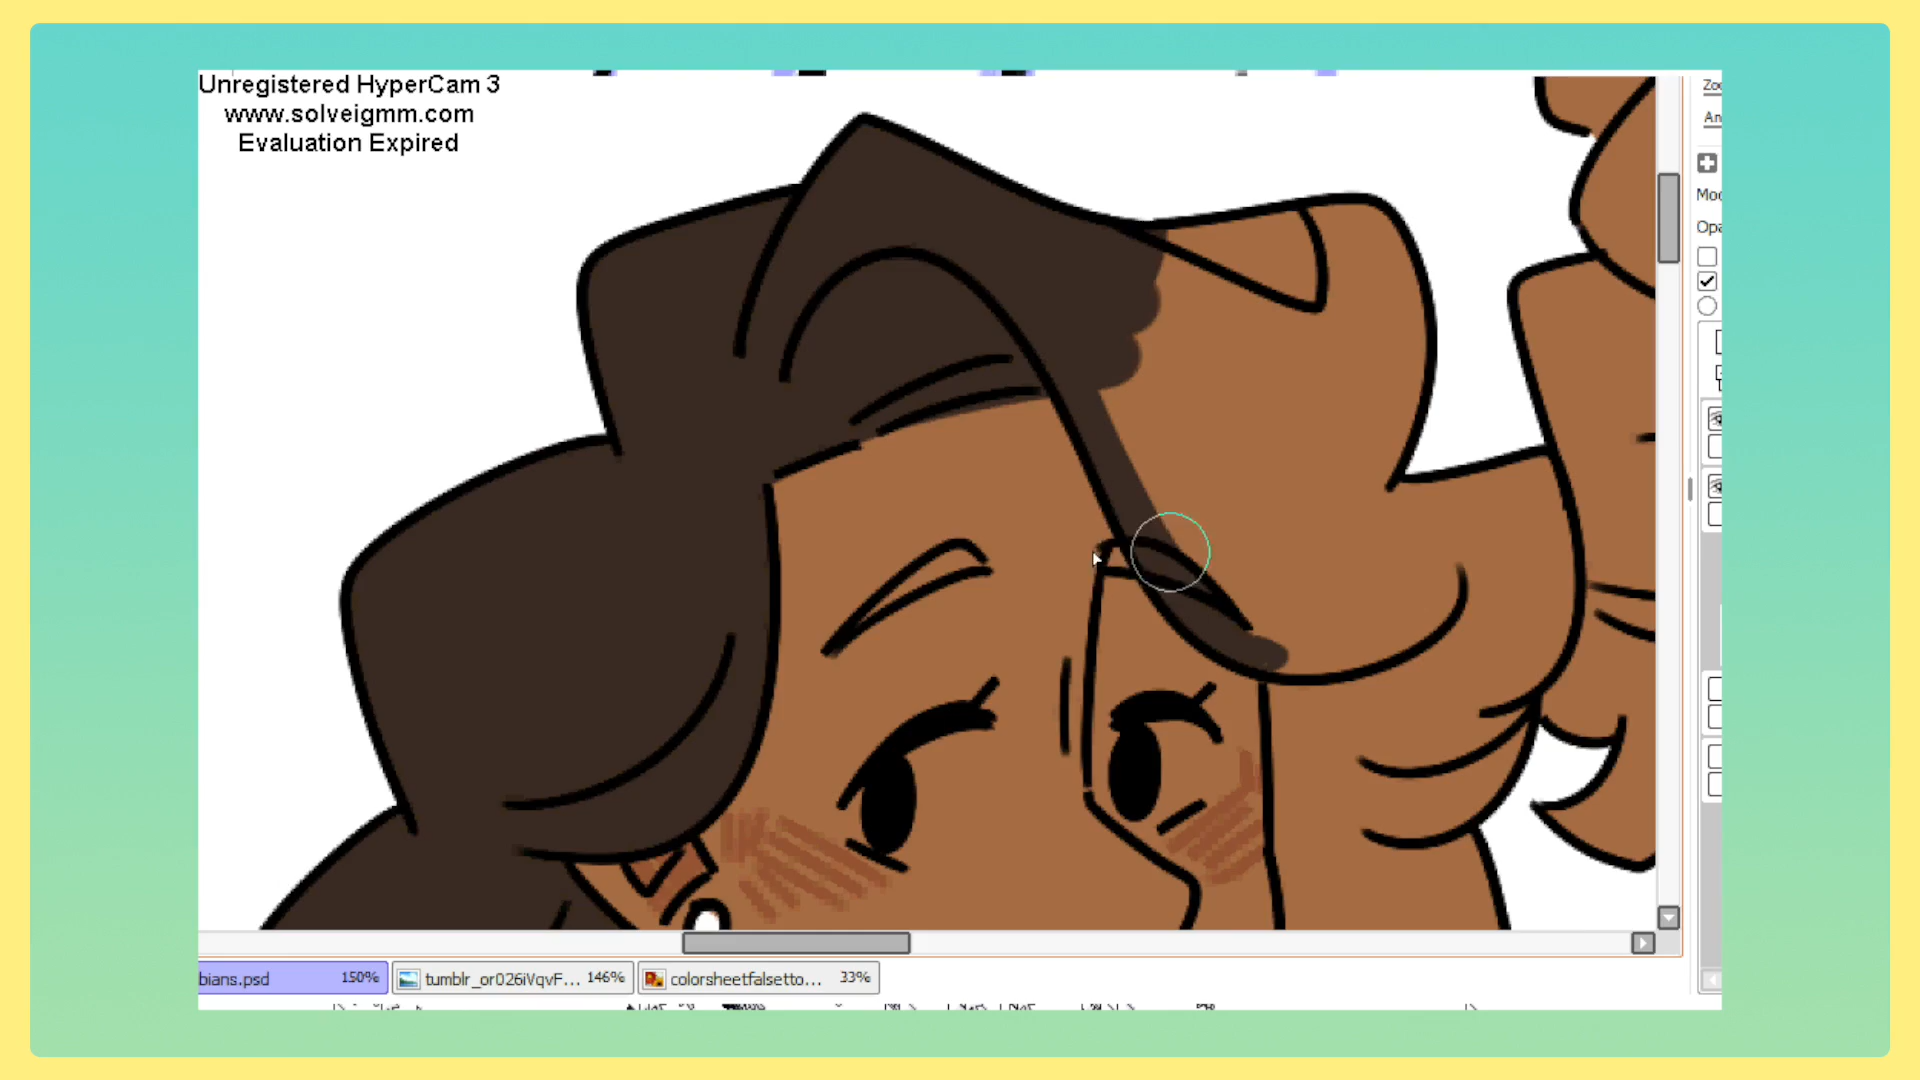 Unregistered HyperCam 3
www.solveigmm.com
Evaluation Expired
bians.psd 150%
tumblr_or026iVqvF... 146%
colorsheetfalsetto... 33%